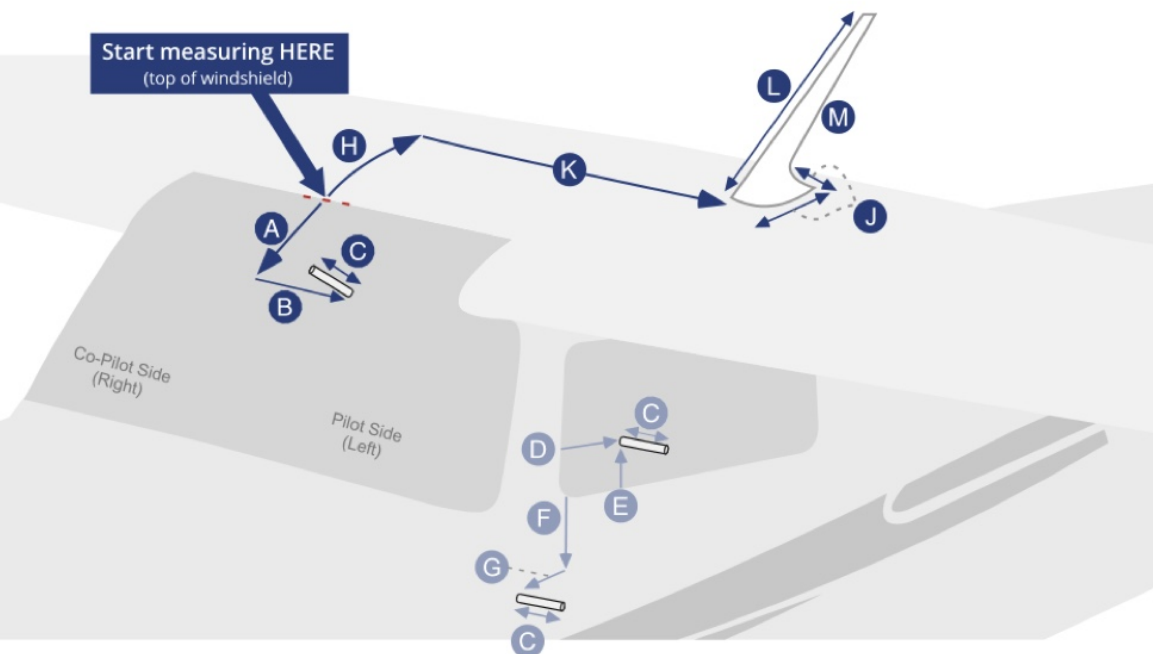 Start measuring HERE
(top of windshield)
L
M
H
K
J
A
C
B
Co-Pilot Side
(Right)
Pilot Side
(Left)
C
D
E
F
G
C